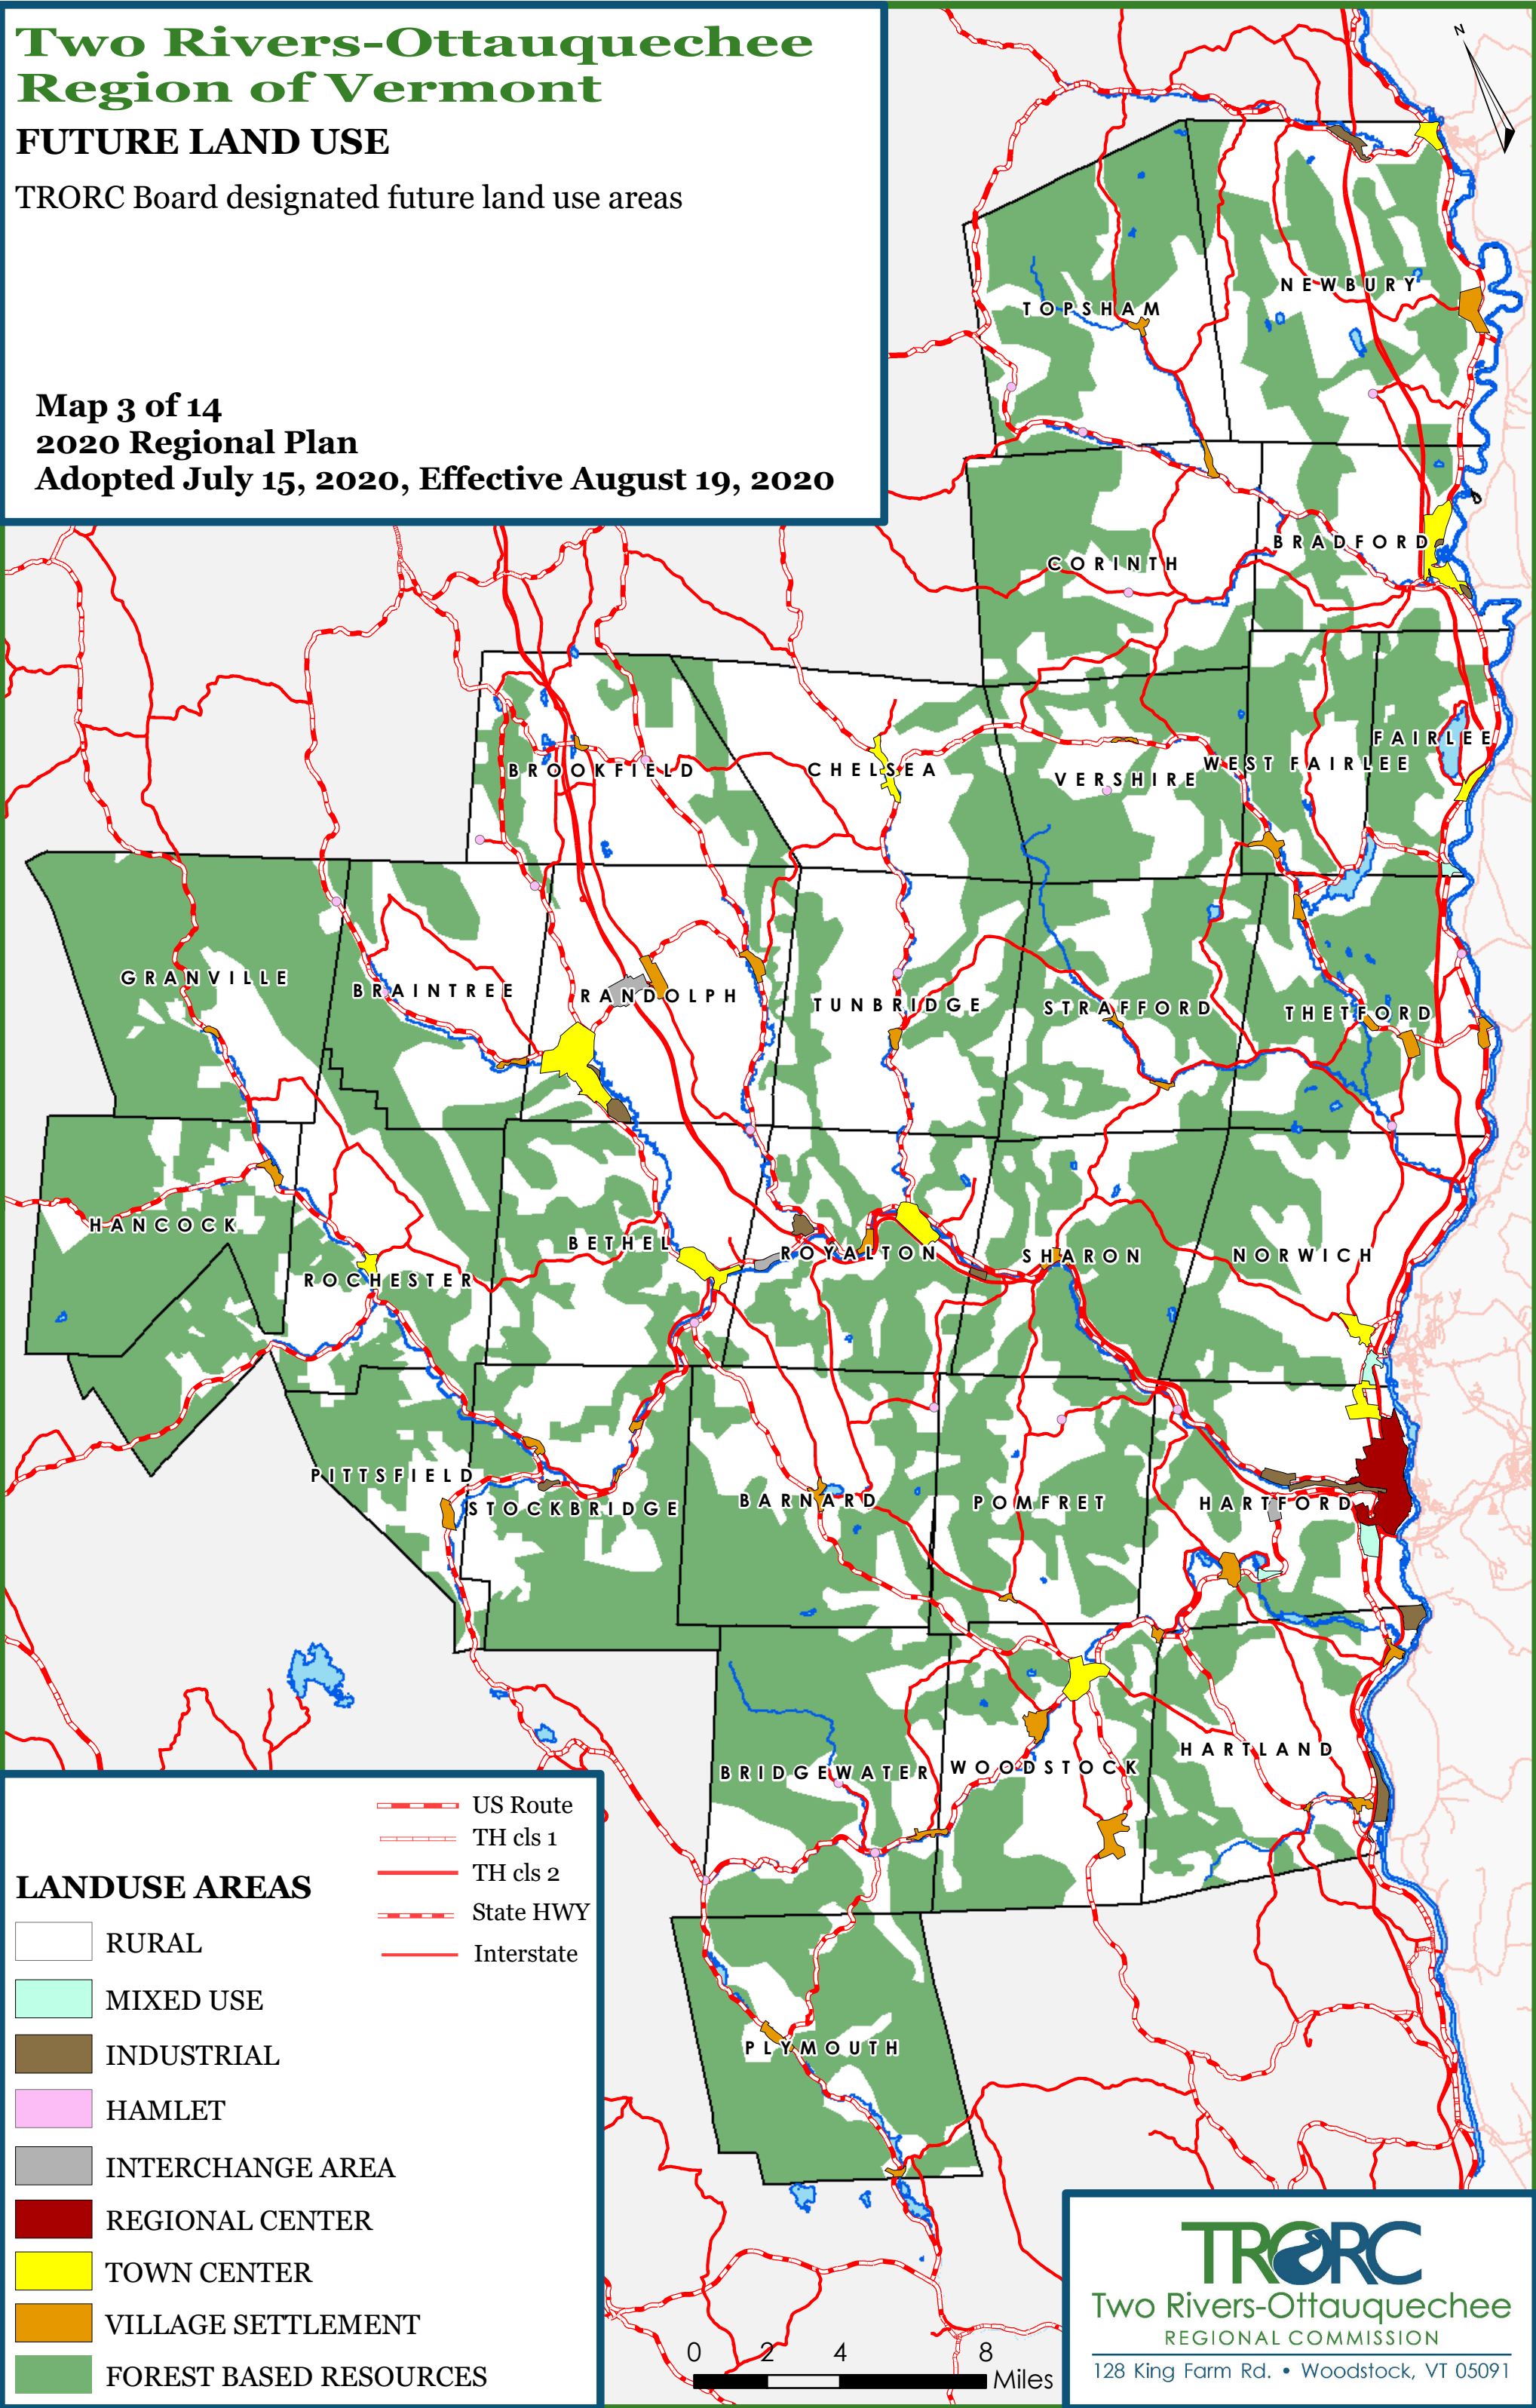 Two Rivers-Ottauquechee
Region of Vermont
FUTURE LAND USE
TRORC Board designated future land use areas
Map 3 of 14
2020 Regional Plan
Adopted July 15, 2020, Effective August 19, 2020
N
NEWBURY
TOPSHAM
BRADFORD
CORINTH
FAIRLEE
WEST FAIRLEE
BROOKFIELD
CHELSEA
VERSHIRE
GRANVILLE
BRAINTREE
RANDOLPH
TUNBRIDGE
STRAFFORD
THETFORD
HANCOCK
BETHEL
ROYALTON
SHARON
NORWICH
ROCHESTER
PITTSFIELD
STOCKBRIDGE
BARNARD
POMFRET
HARTFORD
HARTLAND
BRIDGEWATER
WOODSTOCK
PLYMOUTH
US Route
TH cls 1
TH cls 2
State HWY
Interstate
LANDUSE AREAS
RURAL
MIXED USE
INDUSTRIAL
HAMLET
INTERCHANGE AREA
REGIONAL CENTER
TOWN CENTER
VILLAGE SETTLEMENT
FOREST BASED RESOURCES
0 2 4 8
Miles
TRORC
Two Rivers-Ottauquechee
REGIONAL COMMISSION
128 King Farm Rd. • Woodstock, VT 05091